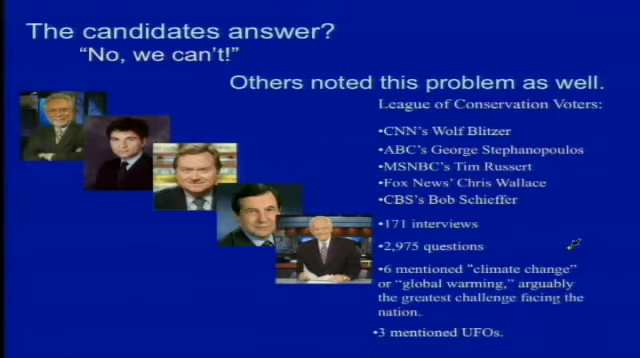 The candidates answer?
"No, we can't!"
Others noted this problem as well.
League of Conservation Voters:
•CNN's Wolf Blitzer
•ABC's George Stephanopoulos
•MSNBC's Tim Russert
•Fox News' Chris Wallace
•CBS's Bob Schieffer
•171 interviews
•2,975 questions
•6 mentioned "climate change"
or "global warming," arguably
the greatest challenge facing the
nation.
•3 mentioned UFOs.